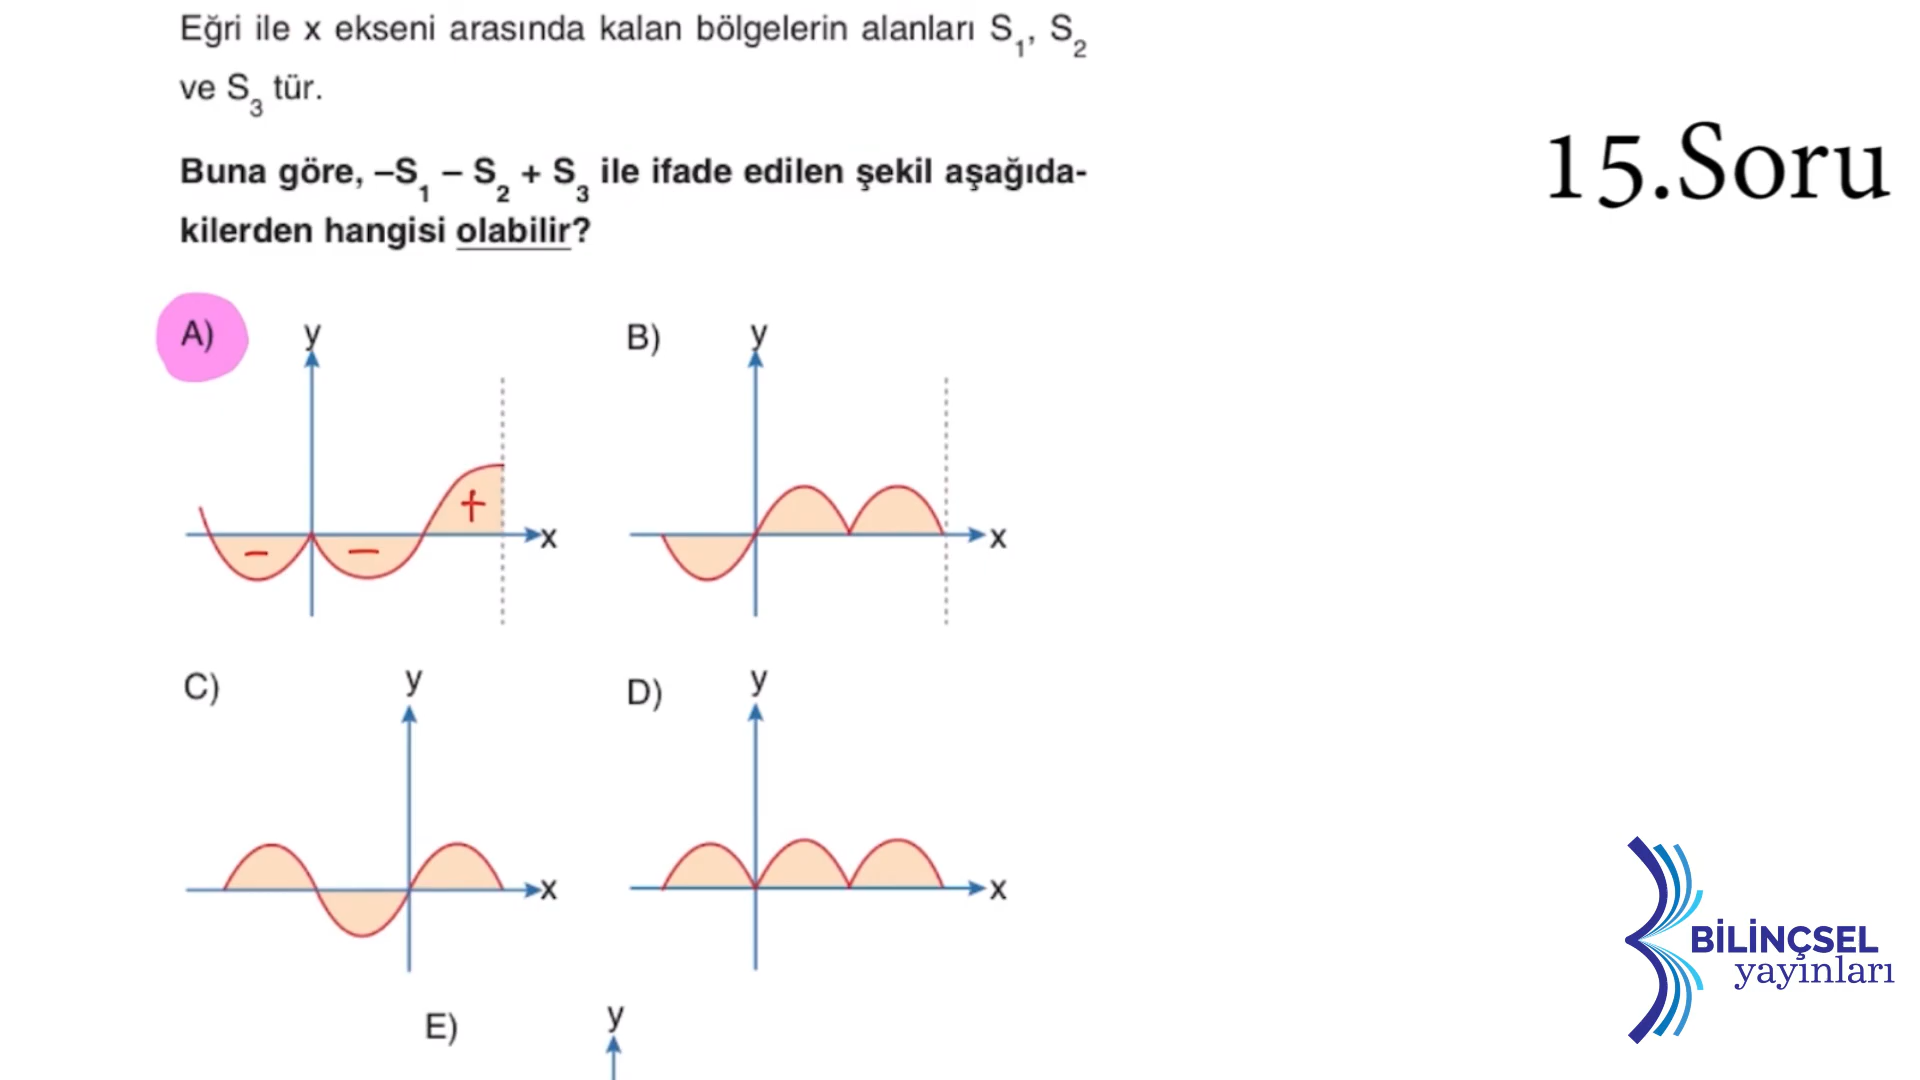 Eğri ile x ekseni arasında kalan bölgelerin alanları S1, S2
ve S3 tür.
15.Soru
Buna göre, –S1 – S2 + S3 ile ifade edilen şekil aşağıda-
kilerden hangisi olabilir?
A)
y
x
+
–
–
B)
y
x
C)
y
x
D)
y
x
E)
y
BİLİNÇSEL
yayınları